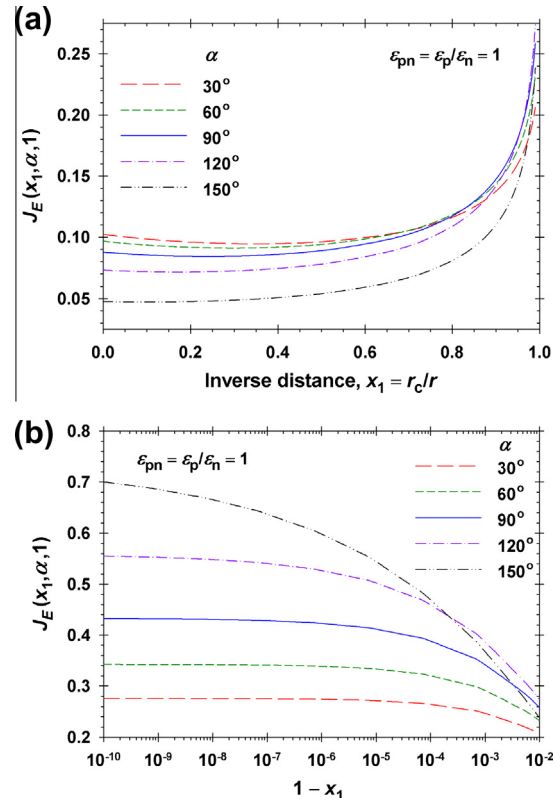 (a)
0.25
0.20
0.15
0.10
0.05
J_E (x₁,α,1)
α
30°
60°
90°
120°
150°
ε_pn = ε_p/ε_n = 1
0.0 0.2 0.4 0.6 0.8 1.0
Inverse distance, x₁ = r_c/r
(b)
0.8
0.7
0.6
0.5
0.4
0.3
0.2
J_E (x₁,α,1)
ε_pn = ε_p/ε_n = 1
α
30°
60°
90°
120°
150°
10⁻¹⁰ 10⁻⁹ 10⁻⁸ 10⁻⁷ 10⁻⁶ 10⁻⁵ 10⁻⁴ 10⁻³ 10⁻²
1 − x₁